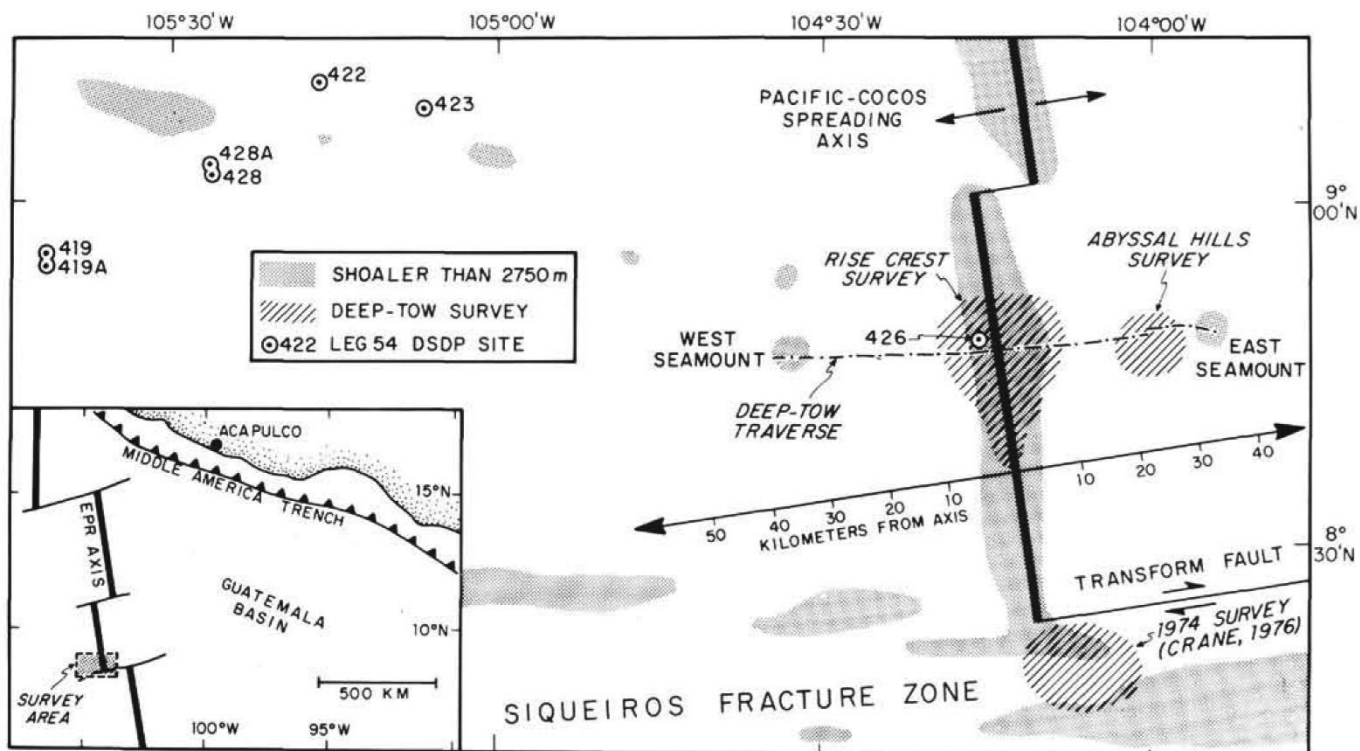 105°30'W
105°00'W
104°30'W
104°00'W
422
423
428A
428
419
419A
PACIFIC-COCOS
SPREADING
AXIS
9°
00'N
SHOALER THAN 2750 m
DEEP-TOW SURVEY
422 LEG 54 DSDP SITE
RISE CREST
SURVEY
ABYSSAL HILLS
SURVEY
426
WEST
SEAMOUNT
EAST
SEAMOUNT
DEEP-TOW
TRAVERSE
50 40 30 20 10 10 20 30 40
KILOMETERS FROM AXIS
8°
30'N
TRANSFORM FAULT
1974 SURVEY
(CRANE, 1976)
SIQUEIROS FRACTURE ZONE
ACAPULCO
MIDDLE AMERICA TRENCH
15°N
EPR AXIS
GUATEMALA
BASIN
10°N
500 KM
SURVEY
AREA
100°W
95°W